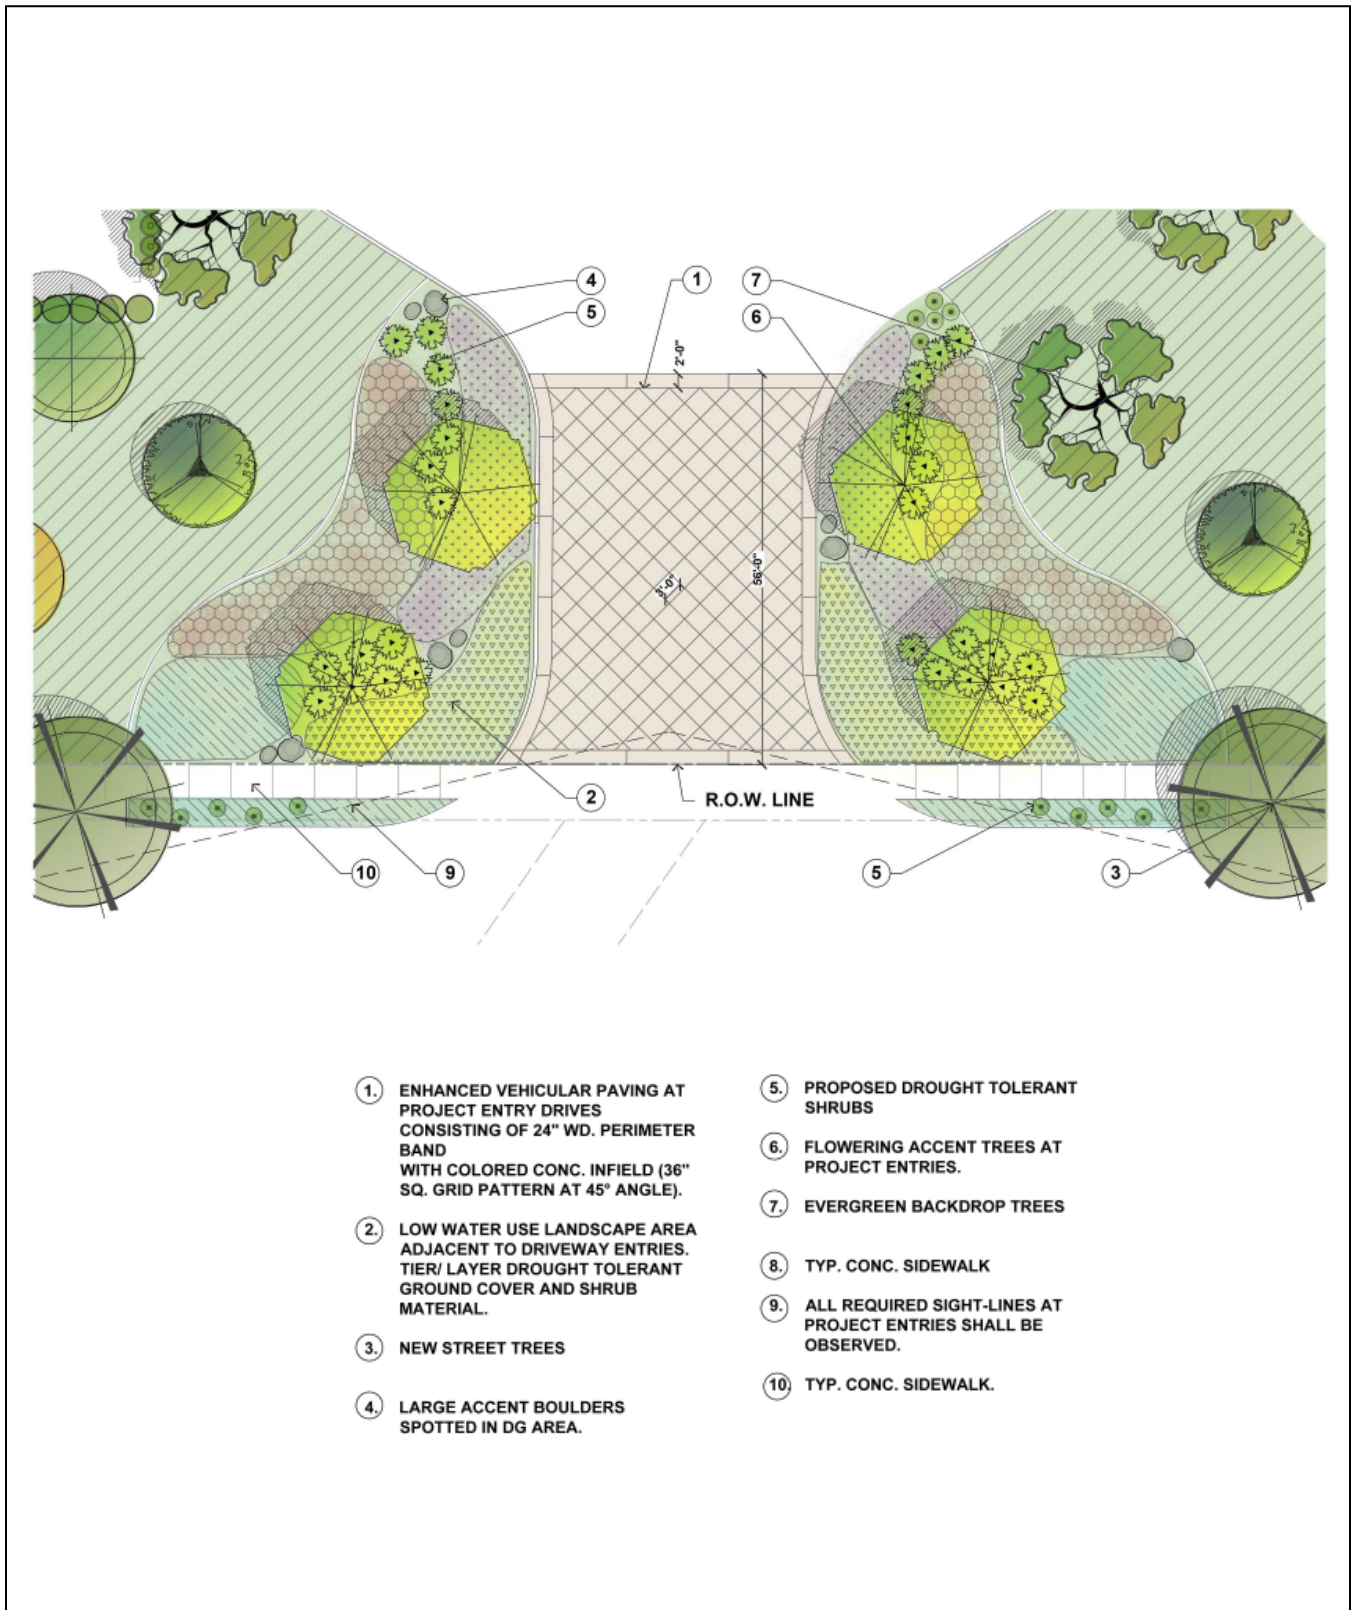 4
1
7
5
6
2'-0"
56'-0"
3'-0"
2
R.O.W. LINE
10
9
5
3
1. ENHANCED VEHICULAR PAVING AT
PROJECT ENTRY DRIVES
CONSISTING OF 24" WD. PERIMETER
BAND
WITH COLORED CONC. INFIELD (36"
SQ. GRID PATTERN AT 45° ANGLE).
2. LOW WATER USE LANDSCAPE AREA
ADJACENT TO DRIVEWAY ENTRIES.
TIER/ LAYER DROUGHT TOLERANT
GROUND COVER AND SHRUB
MATERIAL.
3. NEW STREET TREES
4. LARGE ACCENT BOULDERS
SPOTTED IN DG AREA.
5. PROPOSED DROUGHT TOLERANT
SHRUBS
6. FLOWERING ACCENT TREES AT
PROJECT ENTRIES.
7. EVERGREEN BACKDROP TREES
8. TYP. CONC. SIDEWALK
9. ALL REQUIRED SIGHT-LINES AT
PROJECT ENTRIES SHALL BE
OBSERVED.
10. TYP. CONC. SIDEWALK.